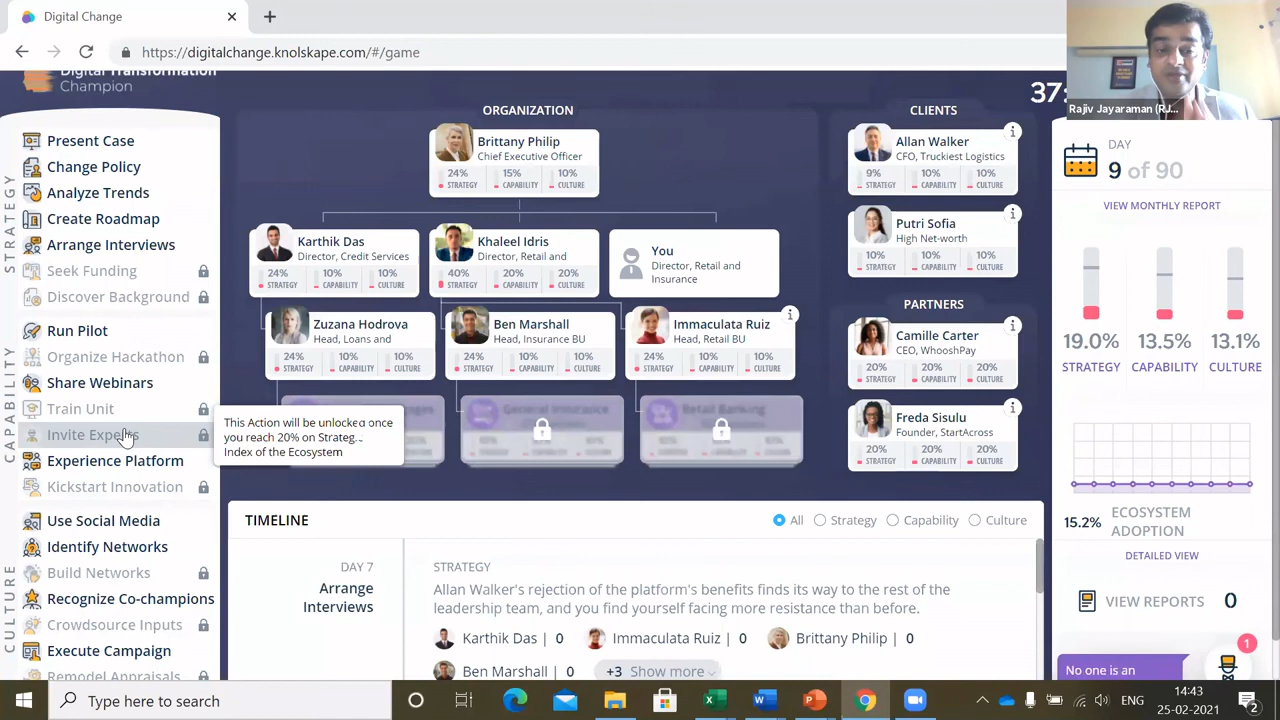 Digital Change
https://digitalchange.knolskape.com/#/game
Rajiv Jayaraman (RJ...
Digital Transformation
Champion
STRATEGY
Present Case
Change Policy
Analyze Trends
Create Roadmap
Arrange Interviews
Seek Funding
Discover Background
CAPABILITY
Run Pilot
Organize Hackathon
Share Webinars
Train Unit
Invite Experts
Experience Platform
Kickstart Innovation
CULTURE
Use Social Media
Identify Networks
Build Networks
Recognize Co-champions
Crowdsource Inputs
Execute Campaign
Remodel Appraisals
This Action will be unlocked once
you reach 20% on Strateg...
Index of the Ecosystem
ORGANIZATION
Brittany Philip
Chief Executive Officer
24% 15% 10%
STRATEGY CAPABILITY CULTURE
Karthik Das
Director, Credit Services
24% 10% 10%
STRATEGY CAPABILITY CULTURE
Khaleel Idris
Director, Retail and
40% 20% 20%
STRATEGY CAPABILITY CULTURE
You
Director, Retail and
Insurance
Zuzana Hodrova
Head, Loans and
24% 10% 10%
STRATEGY CAPABILITY CULTURE
Ben Marshall
Head, Insurance BU
24% 10% 10%
STRATEGY CAPABILITY CULTURE
Immaculata Ruiz
Head, Retail BU
24% 10% 10%
STRATEGY CAPABILITY CULTURE
General Insurance
Retail Banking
CLIENTS
Allan Walker
CFO, Truckiest Logistics
9% 10% 10%
STRATEGY CAPABILITY CULTURE
Putri Sofia
High Net-worth
10% 10% 10%
STRATEGY CAPABILITY CULTURE
PARTNERS
Camille Carter
CEO, WhooshPay
20% 20% 20%
STRATEGY CAPABILITY CULTURE
Freda Sisulu
Founder, StartAcross
20% 20% 20%
STRATEGY CAPABILITY CULTURE
37:
DAY
9 of 90
VIEW MONTHLY REPORT
19.0% 13.5% 13.1%
STRATEGY CAPABILITY CULTURE
15.2% ECOSYSTEM
ADOPTION
DETAILED VIEW
VIEW REPORTS 0
1
No one is an
TIMELINE
All Strategy Capability Culture
DAY 7
Arrange
Interviews
STRATEGY
Allan Walker's rejection of the platform's benefits finds its way to the rest of the
leadership team, and you find yourself facing more resistance than before.
Karthik Das | 0 Immaculata Ruiz | 0 Brittany Philip | 0
Ben Marshall | 0 +3 Show more
Type here to search
ENG
14:43
25-02-2021
2